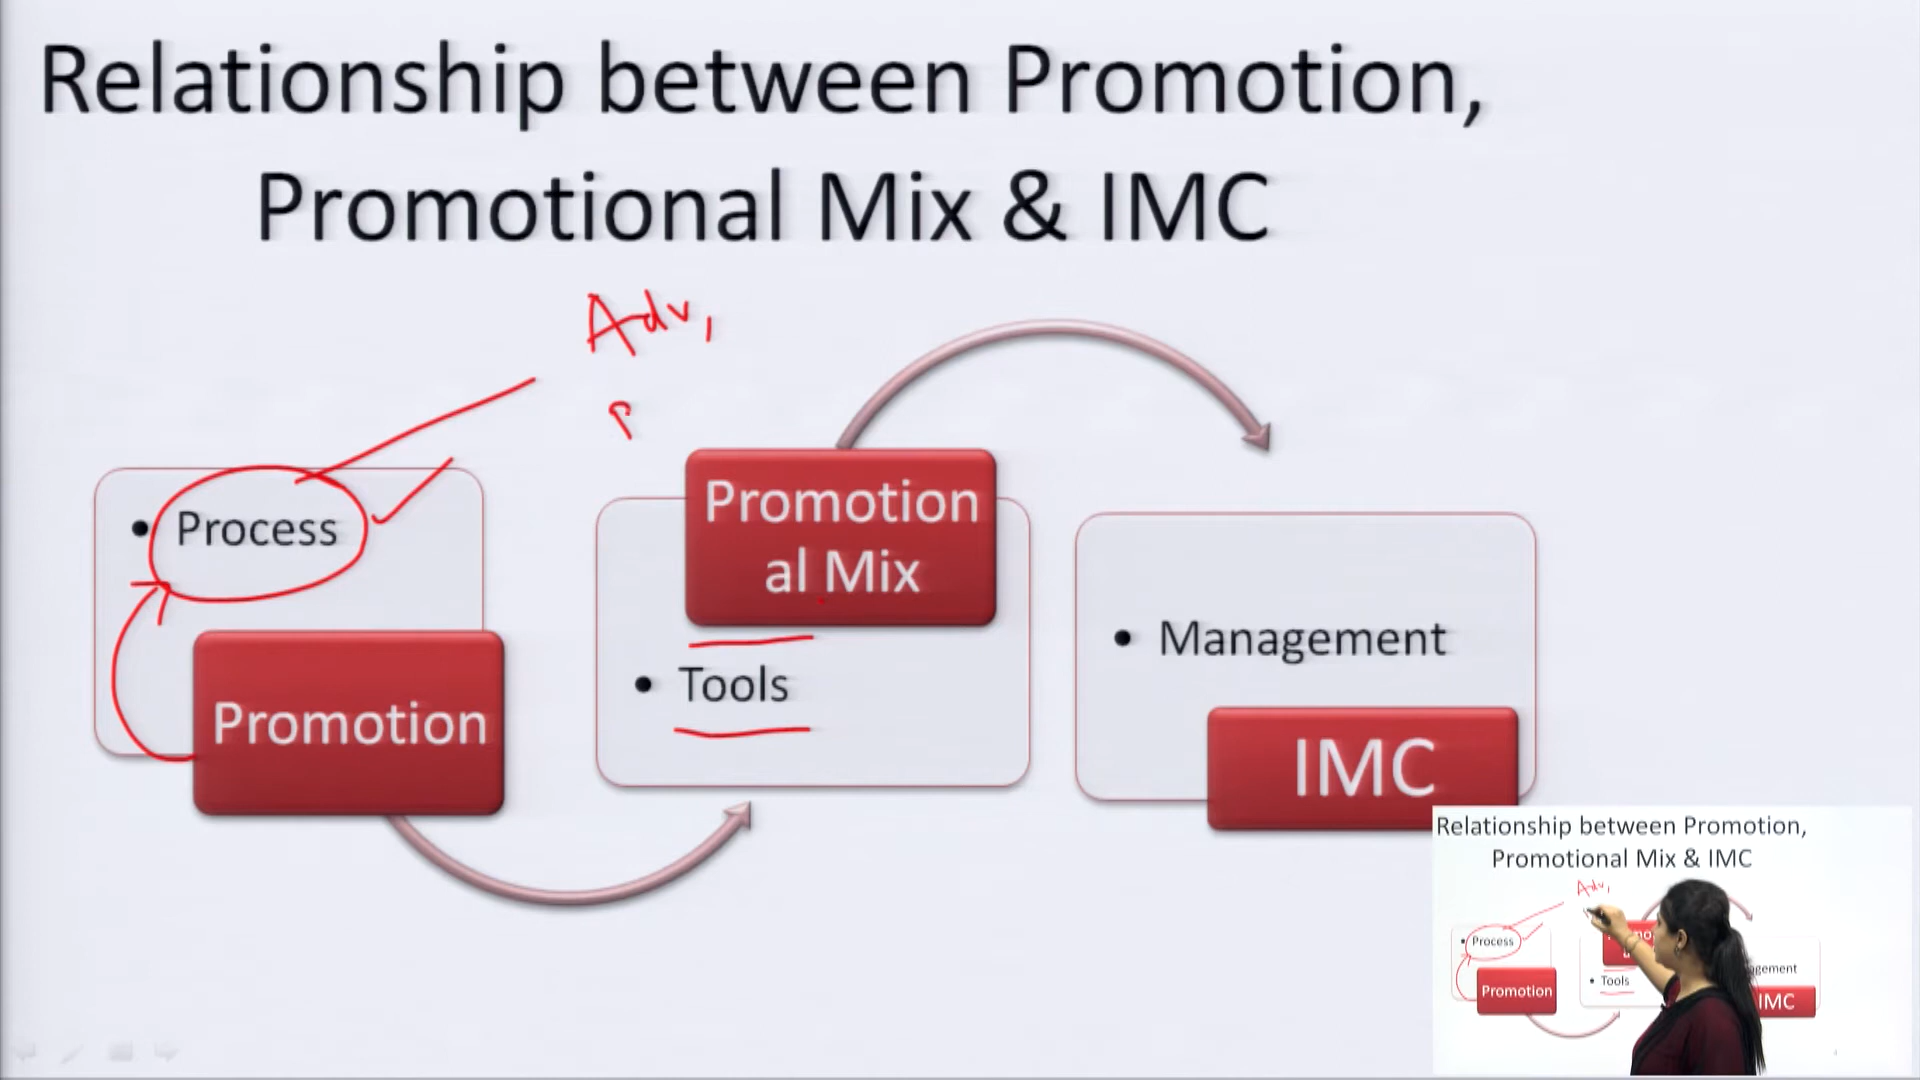 Relationship between Promotion,
Promotional Mix & IMC
Adv,
P
• Process
Promotion
Promotion
al Mix
• Tools
• Management
IMC
Relationship between Promotion,
Promotional Mix & IMC
Adv,
• Process
Promotion
• Tools
IMC